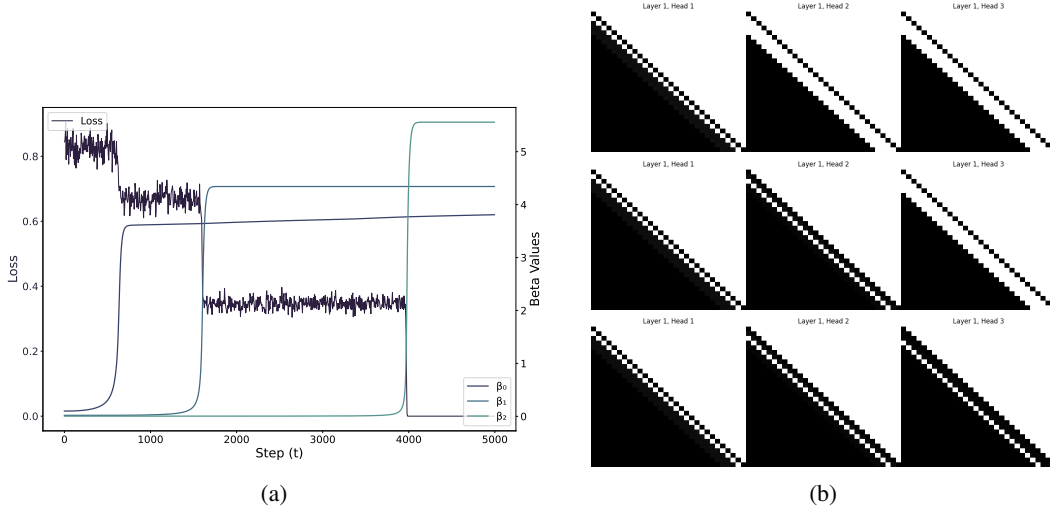 Loss
0.8
0.6
0.4
0.2
0.0
Loss
5
4
3
2
1
0
Beta Values
β₀
β₁
β₂
0 1000 2000 3000 4000 5000
Step (t)
(a)
Layer 1, Head 1 Layer 1, Head 2 Layer 1, Head 3
Layer 1, Head 1 Layer 1, Head 2 Layer 1, Head 3
Layer 1, Head 1 Layer 1, Head 2 Layer 1, Head 3
(b)